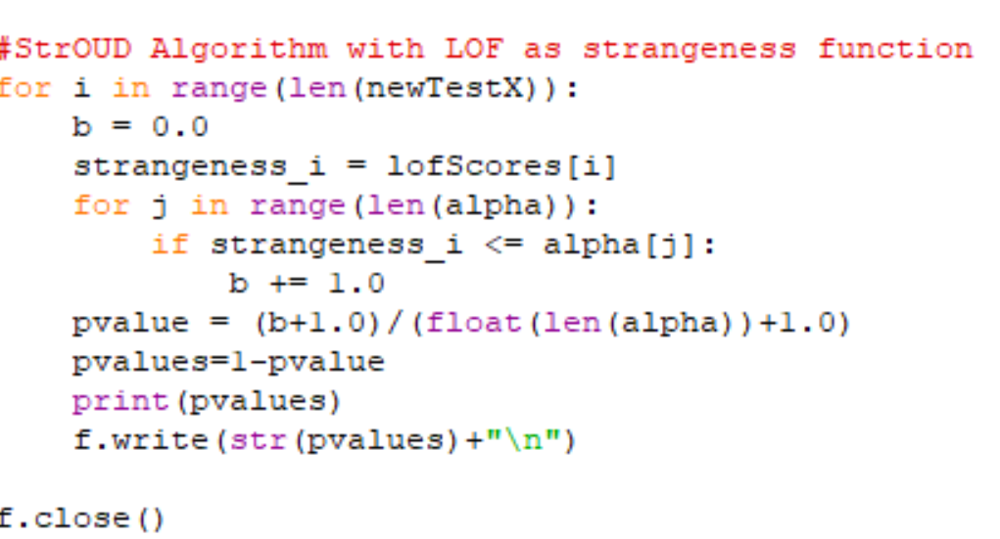 #StrOUD Algorithm with LOF as strangeness function
for i in range(len(newTestX)):
    b = 0.0
    strangeness_i = lofScores[i]
    for j in range(len(alpha)):
        if strangeness_i <= alpha[j]:
            b += 1.0
    pvalue = (b+1.0)/(float(len(alpha))+1.0)
    pvalues=1-pvalue
    print(pvalues)
    f.write(str(pvalues)+"\n")

f.close()